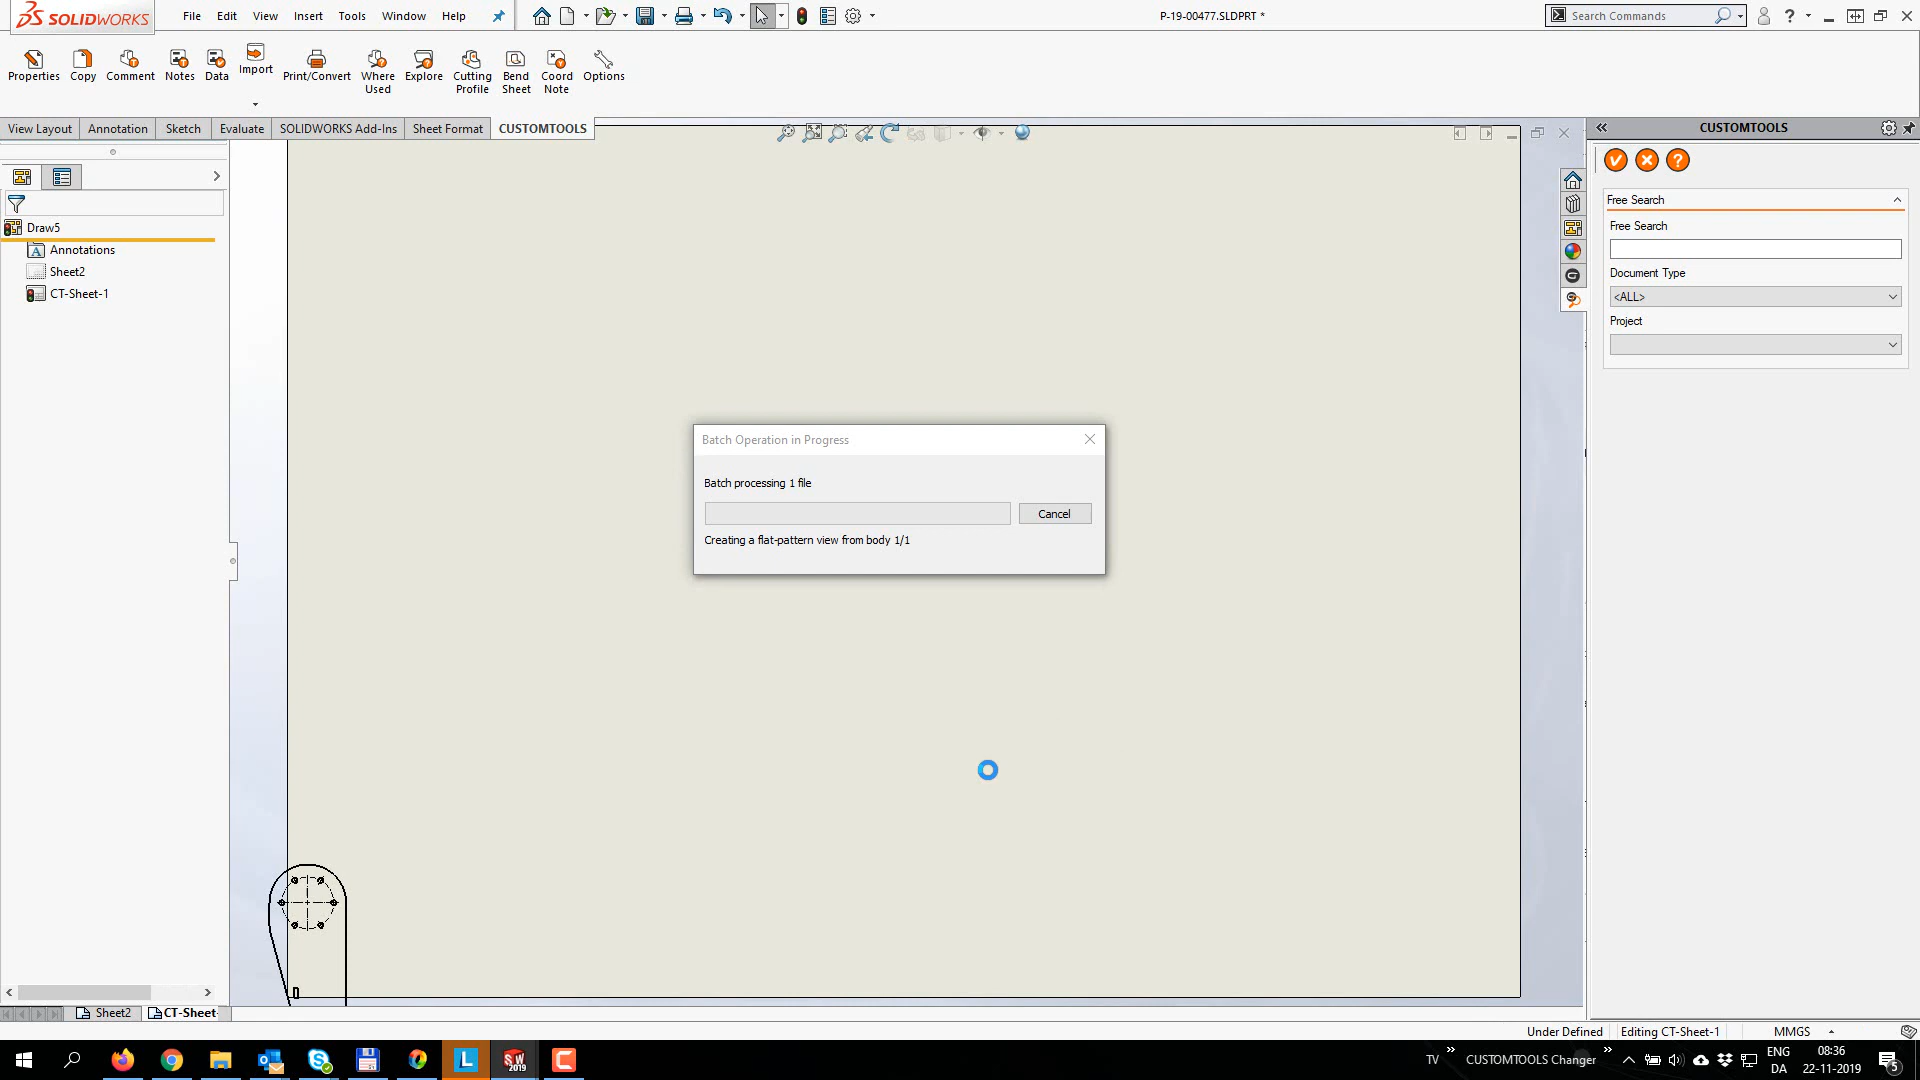 SOLIDWORKS File Edit View Insert Tools Window Help P-19-00477.SLDPRT * Search Commands ?
Properties Copy Comment Notes Data Import Print/Convert Where Used Explore Cutting Profile Bend Sheet Coord Note Options
View Layout Annotation Sketch Evaluate SOLIDWORKS Add-Ins Sheet Format CUSTOMTOOLS
CUSTOMTOOLS
Draw5
Annotations
Sheet2
CT-Sheet-1
Free Search
Free Search
Document Type
<ALL>
Project
Batch Operation in Progress
Batch processing 1 file
Cancel
Creating a flat-pattern view from body 1/1
Sheet2 CT-Sheet-
Under Defined Editing CT-Sheet-1 MMGS
TV CUSTOMTOOLS Changer ENG 08:36
DA 22-11-2019 5
L SW 2019